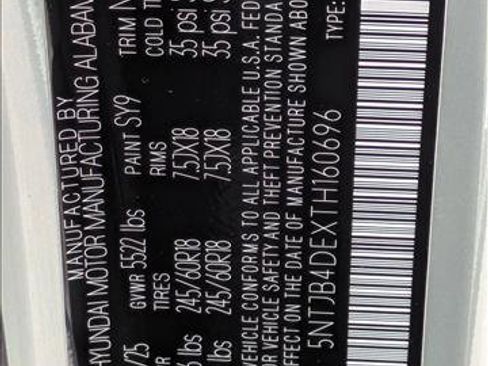 MANUFACTURED BY
HYUNDAI MOTOR MANUFACTURING ALABAM
/25 GVWR 5522 lbs PAINT SY9 TRIM
TIRES RIMS COLD
lbs 245/60R18 7.5JX18 35 psi
lbs 245/60R18 7.5JX18 35 psi
VEHICLE CONFORMS TO ALL APPLICABLE U.S.A. FED
VEHICLE SAFETY AND THEFT PREVENTION STANDA
EFFECT ON THE DATE OF MANUFACTURE SHOWN ABO
5NTJB4DEXTH160696 TYPE: